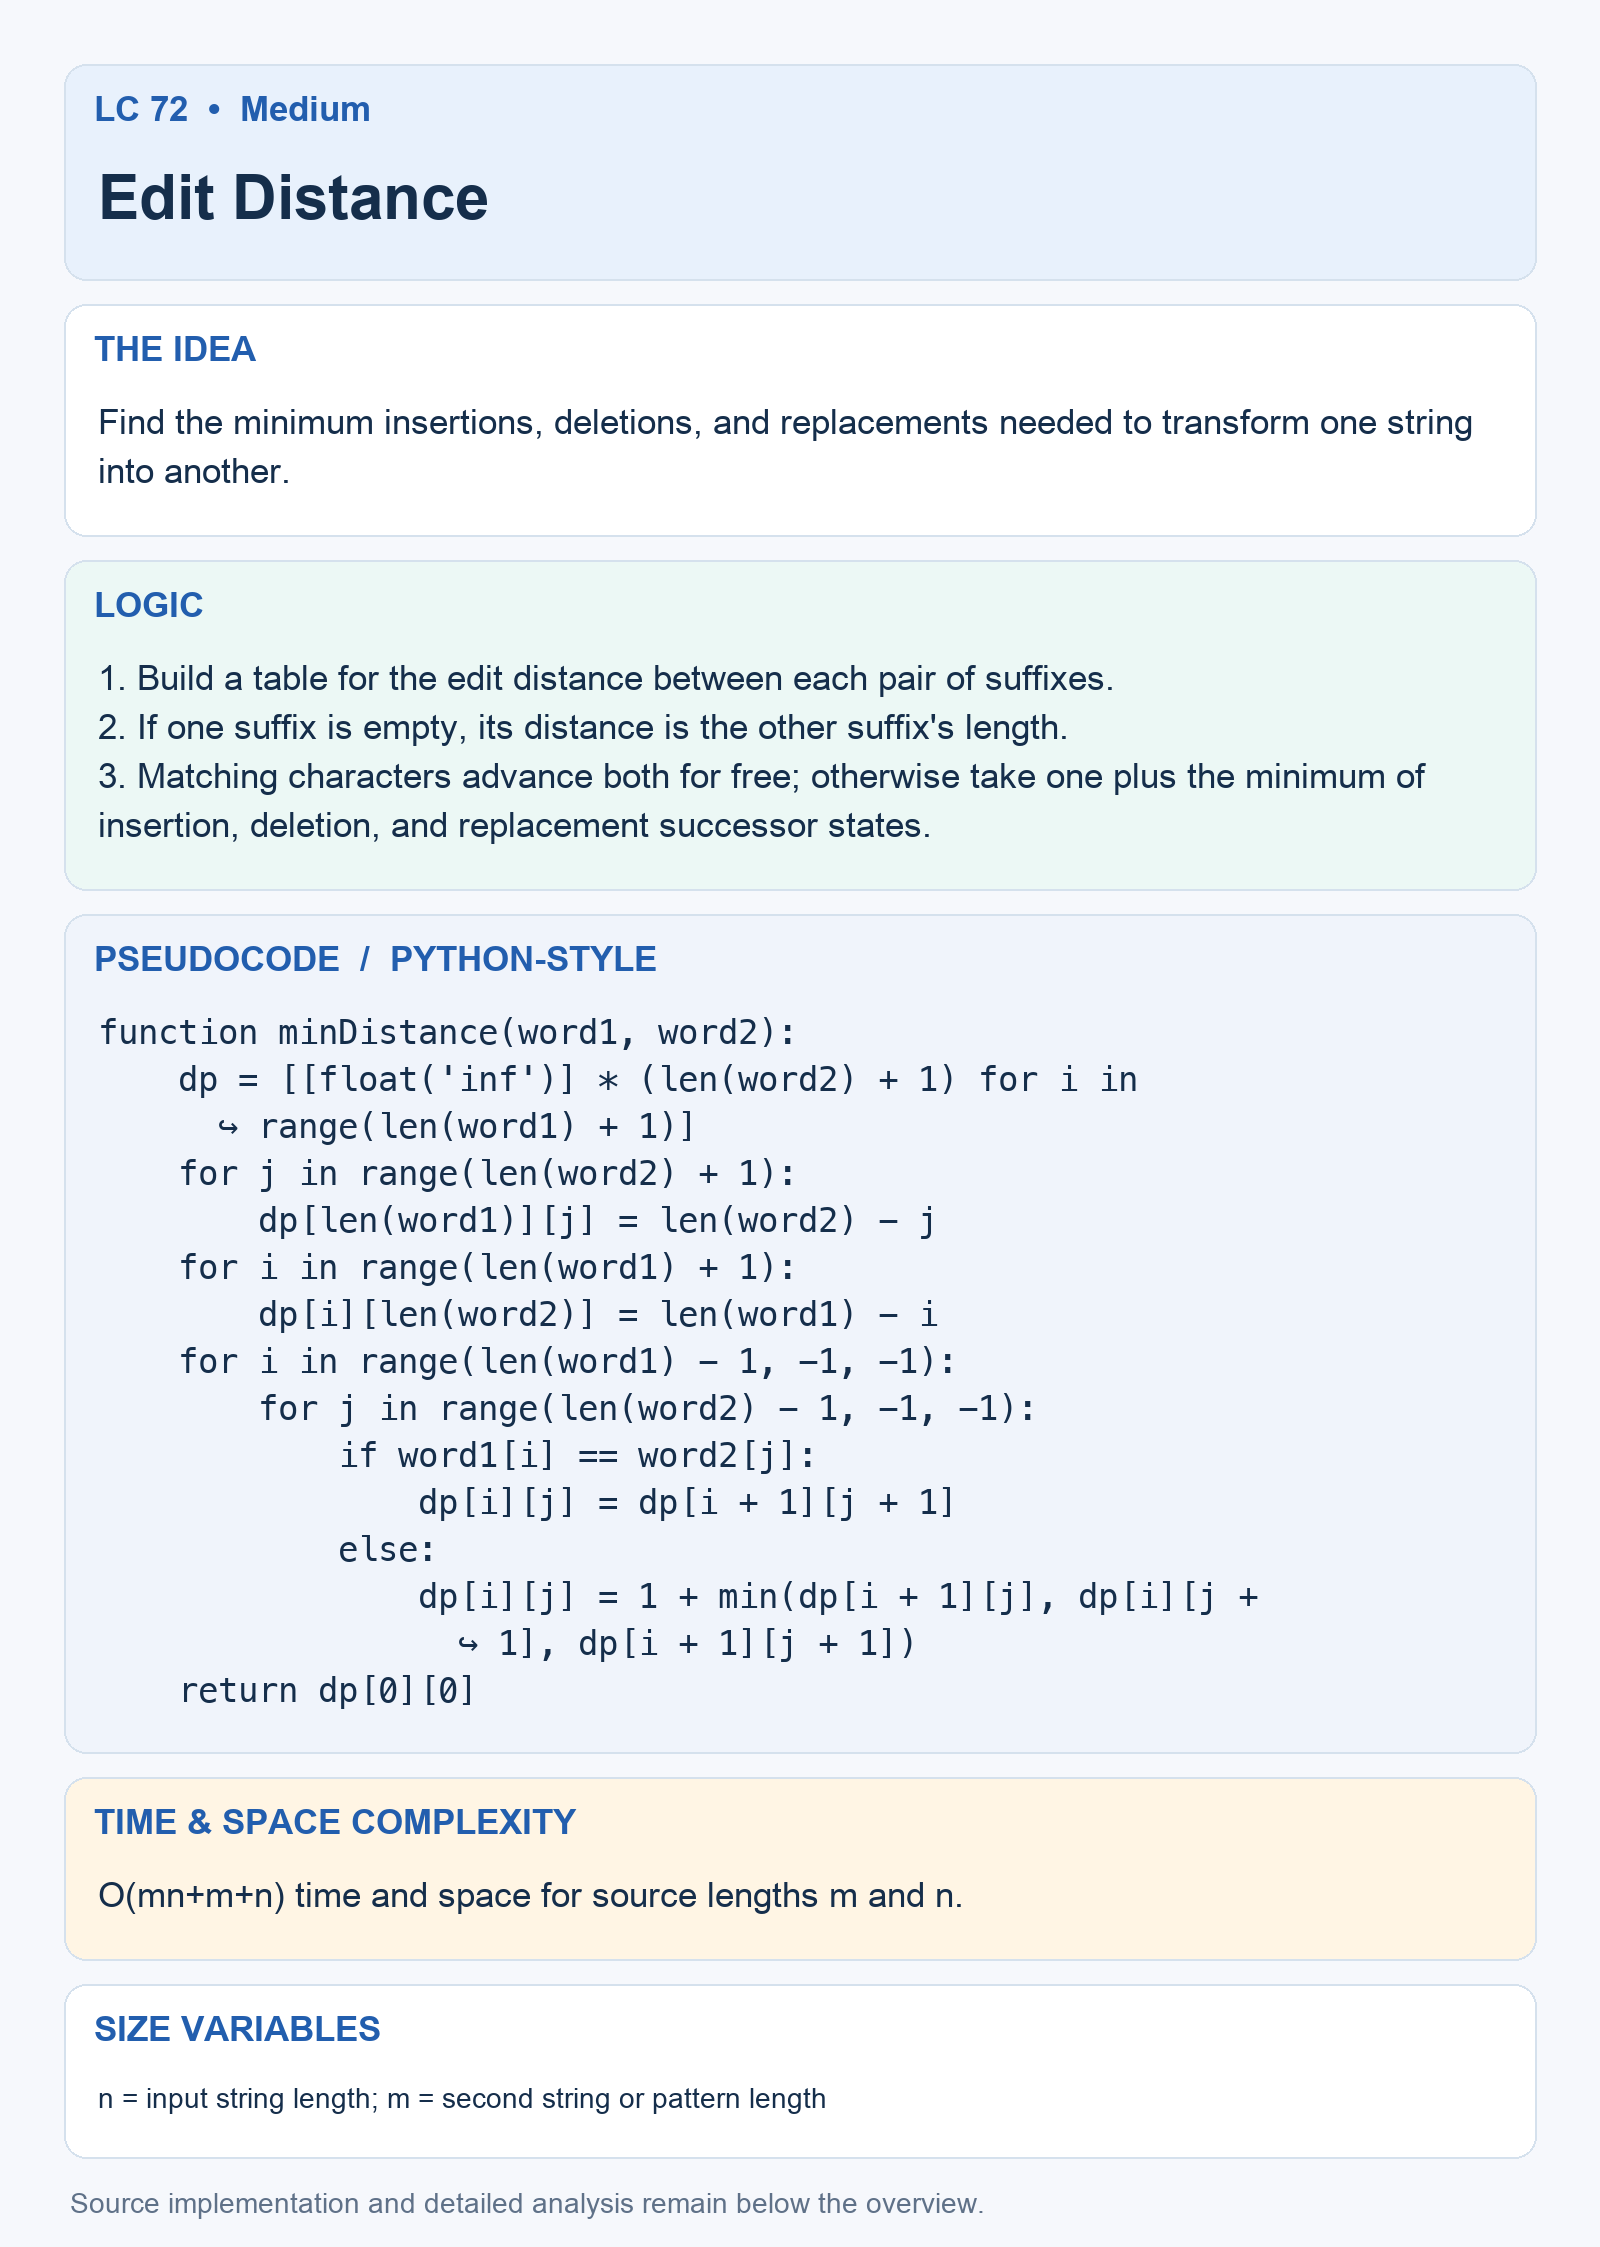 LC 72 • Medium
Edit Distance
THE IDEA
Find the minimum insertions, deletions, and replacements needed to transform one string
into another.
LOGIC
1. Build a table for the edit distance between each pair of suffixes.
2. If one suffix is empty, its distance is the other suffix's length.
3. Matching characters advance both for free; otherwise take one plus the minimum of
insertion, deletion, and replacement successor states.
PSEUDOCODE / PYTHON-STYLE
function minDistance(word1, word2):
    dp = [[float('inf')] * (len(word2) + 1) for i in
      ↪ range(len(word1) + 1)]
    for j in range(len(word2) + 1):
        dp[len(word1)][j] = len(word2) − j
    for i in range(len(word1) + 1):
        dp[i][len(word2)] = len(word1) − i
    for i in range(len(word1) − 1, −1, −1):
        for j in range(len(word2) − 1, −1, −1):
            if word1[i] == word2[j]:
                dp[i][j] = dp[i + 1][j + 1]
            else:
                dp[i][j] = 1 + min(dp[i + 1][j], dp[i][j +
                  ↪ 1], dp[i + 1][j + 1])
    return dp[0][0]
TIME & SPACE COMPLEXITY
O(mn+m+n) time and space for source lengths m and n.
SIZE VARIABLES
n = input string length; m = second string or pattern length
Source implementation and detailed analysis remain below the overview.